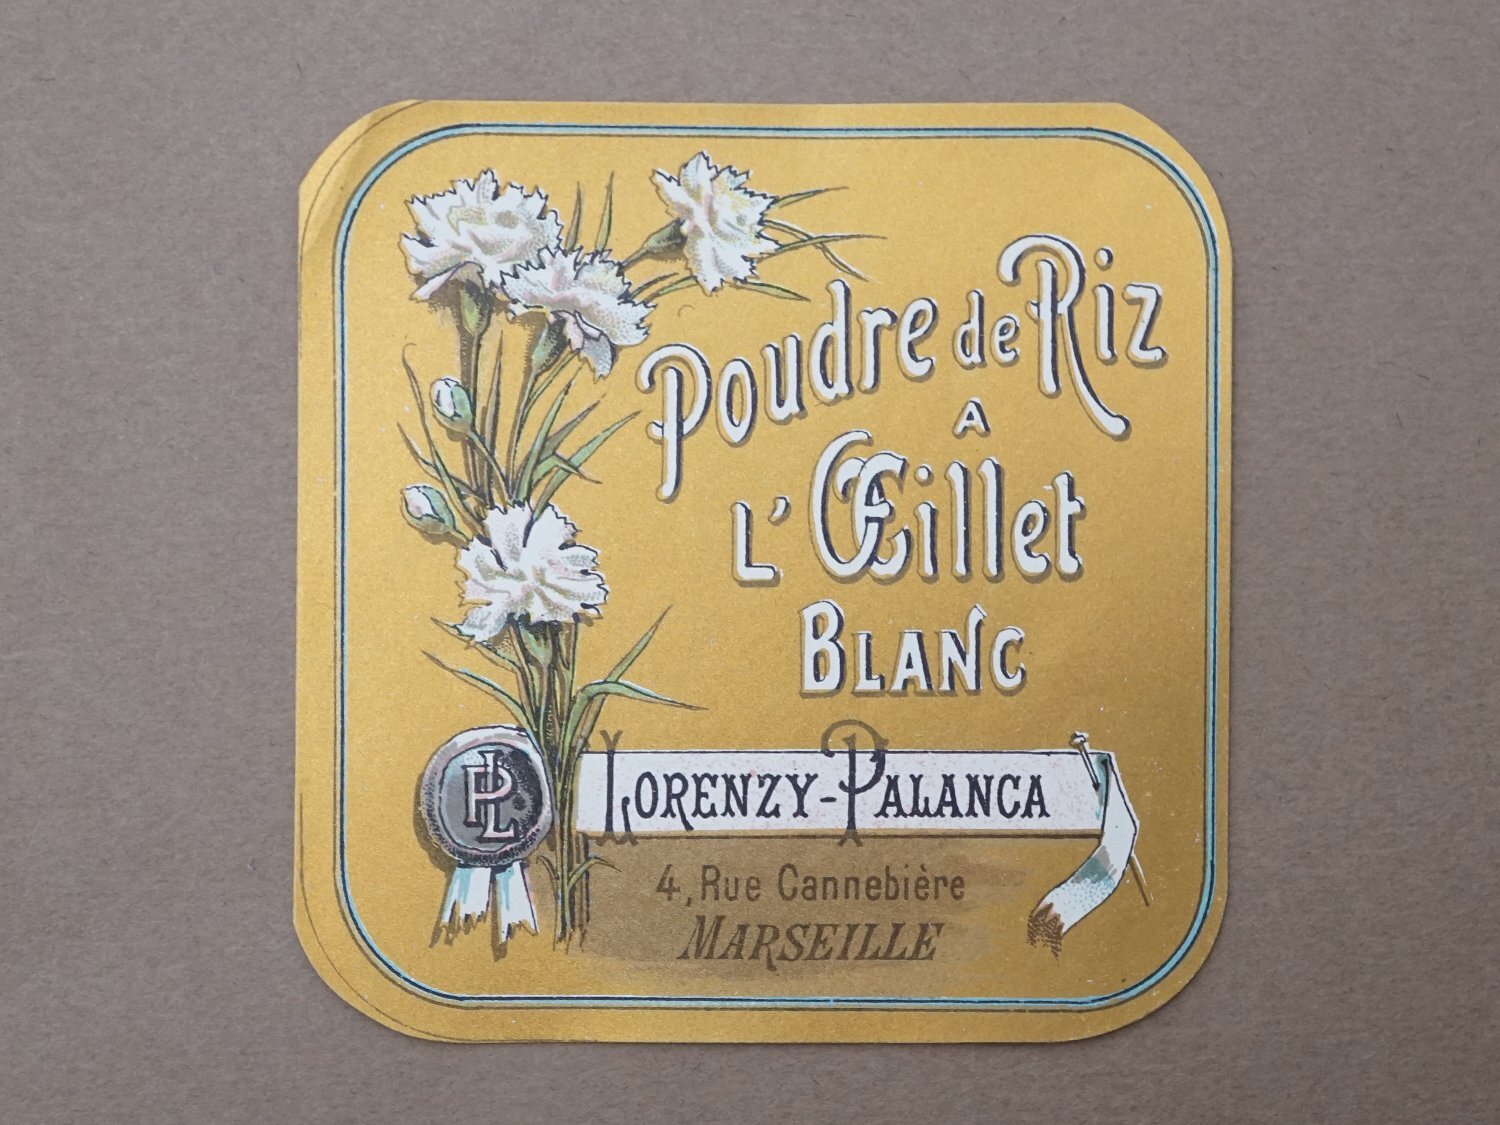 Poudre de Riz
A
L'Œillet
BLANC
PL
LORENZY-PALANCA
4, Rue Cannebière
MARSEILLE